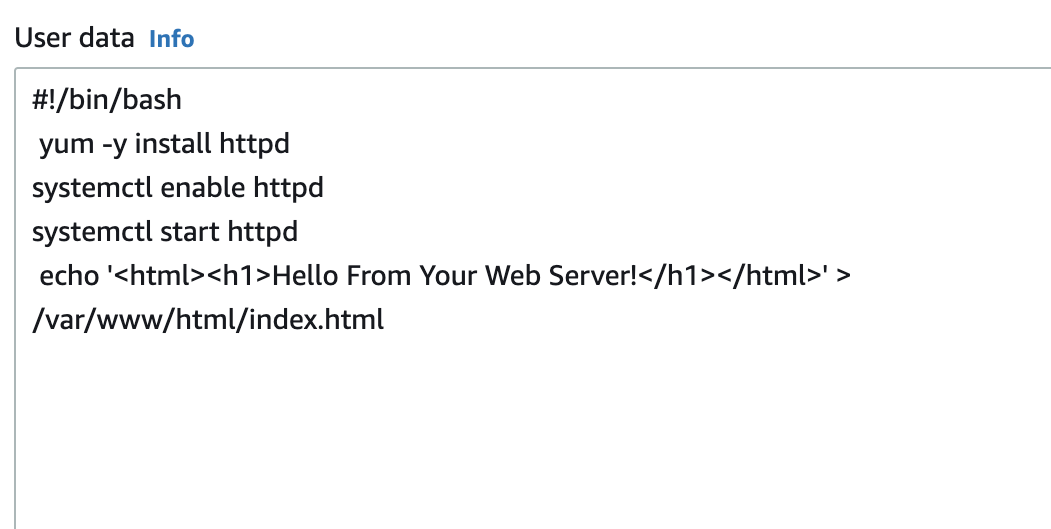 User data Info
#!/bin/bash
yum -y install httpd
systemctl enable httpd
systemctl start httpd
echo '<html><h1>Hello From Your Web Server!</h1></html>' >
/var/www/html/index.html